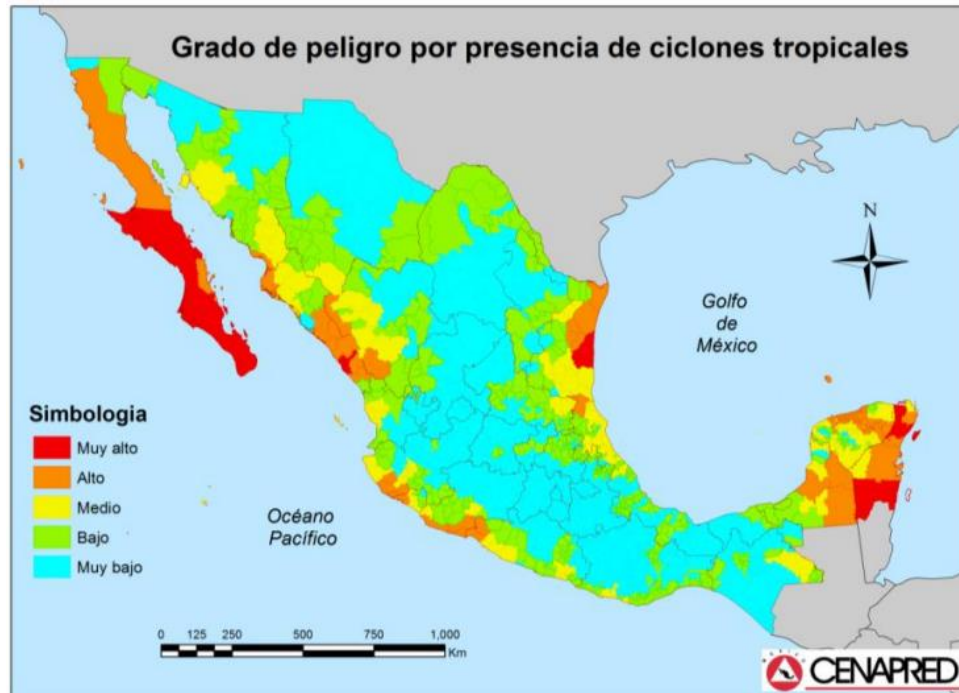 Grado de peligro por presencia de ciclones tropicales
N
Golfo
de
México
Simbologia
Muy alto
Alto
Medio
Bajo
Muy bajo
Océano
Pacífico
0 125 250 500 750 1,000
Km
CENAPRED